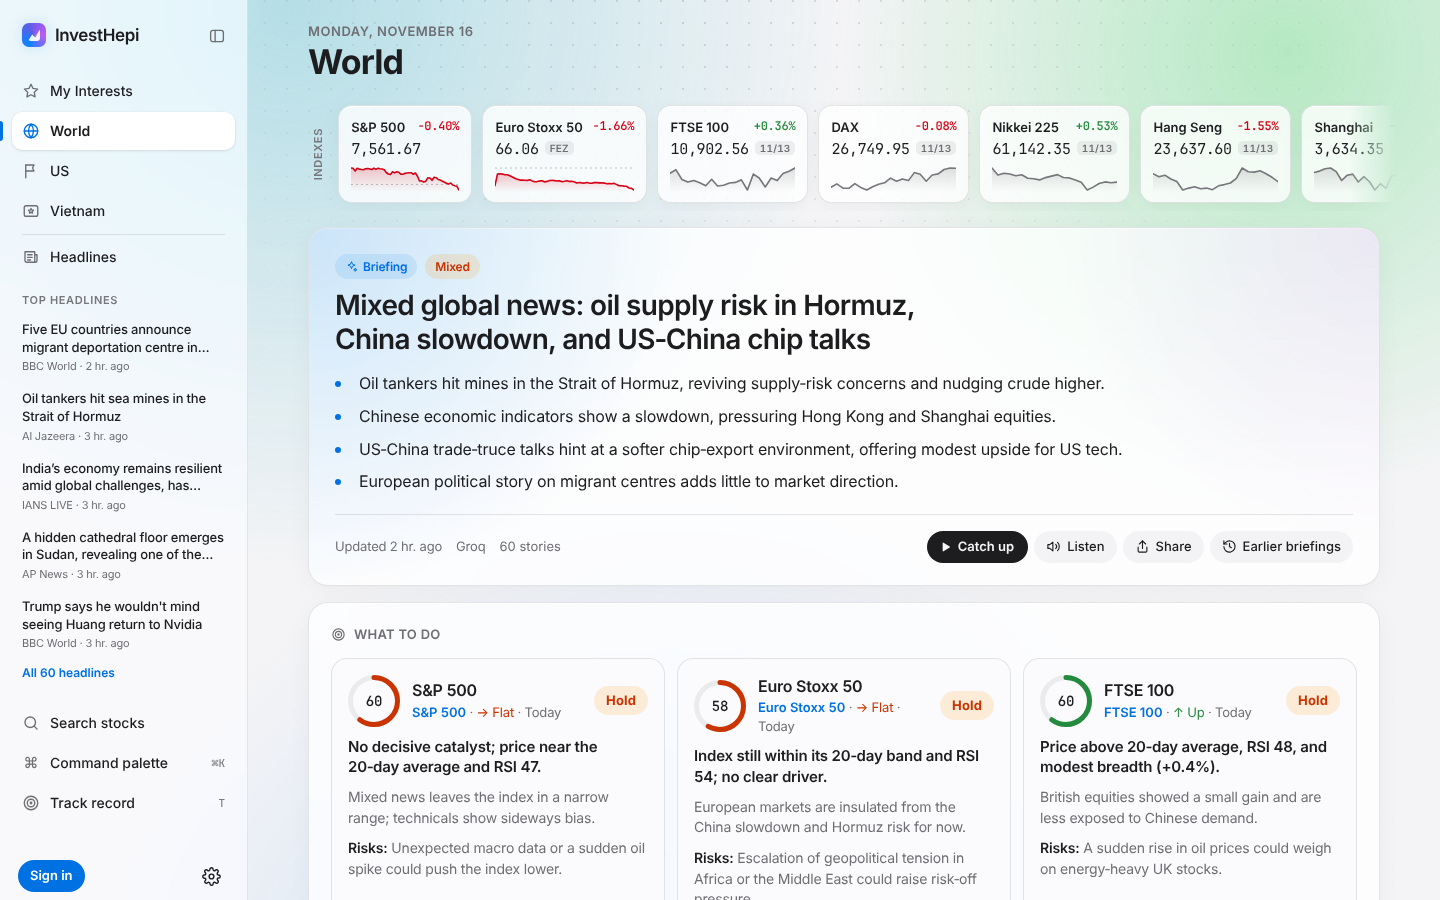 InvestHepi
My Interests
World
US
Vietnam
Headlines
TOP HEADLINES
Five EU countries announce
migrant deportation centre in...
BBC World · 2 hr. ago
Oil tankers hit sea mines in the
Strait of Hormuz
Al Jazeera · 3 hr. ago
India's economy remains resilient
amid global challenges, has...
IANS LIVE · 3 hr. ago
A hidden cathedral floor emerges
in Sudan, revealing one of the...
AP News · 3 hr. ago
Trump says he wouldn't mind
seeing Huang return to Nvidia
BBC World · 3 hr. ago
All 60 headlines
Search stocks
Command palette ⌘K
Track record T
Sign in
MONDAY, NOVEMBER 16
World
INDEXES
S&P 500 -0.40%
7,561.67
Euro Stoxx 50 -1.66%
66.06 FEZ
FTSE 100 +0.36%
10,902.56 11/13
DAX -0.08%
26,749.95 11/13
Nikkei 225 +0.53%
61,142.35 11/13
Hang Seng -1.55%
23,637.60 11/13
Shanghai
3,634.35
Briefing Mixed
Mixed global news: oil supply risk in Hormuz,
China slowdown, and US-China chip talks
• Oil tankers hit mines in the Strait of Hormuz, reviving supply-risk concerns and nudging crude higher.
• Chinese economic indicators show a slowdown, pressuring Hong Kong and Shanghai equities.
• US-China trade-truce talks hint at a softer chip-export environment, offering modest upside for US tech.
• European political story on migrant centres adds little to market direction.
Updated 2 hr. ago Groq 60 stories
Catch up Listen Share Earlier briefings
WHAT TO DO
60
S&P 500
S&P 500 · → Flat · Today
Hold
No decisive catalyst; price near the
20-day average and RSI 47.
Mixed news leaves the index in a narrow
range; technicals show sideways bias.
Risks: Unexpected macro data or a sudden oil
spike could push the index lower.
58
Euro Stoxx 50
Euro Stoxx 50 · → Flat ·
Today
Hold
Index still within its 20-day band and RSI
54; no clear driver.
European markets are insulated from the
China slowdown and Hormuz risk for now.
Risks: Escalation of geopolitical tension in
Africa or the Middle East could raise risk-off
pressure.
60
FTSE 100
FTSE 100 · ↑ Up · Today
Hold
Price above 20-day average, RSI 48, and
modest breadth (+0.4%).
British equities showed a small gain and are
less exposed to Chinese demand.
Risks: A sudden rise in oil prices could weigh
on energy-heavy UK stocks.